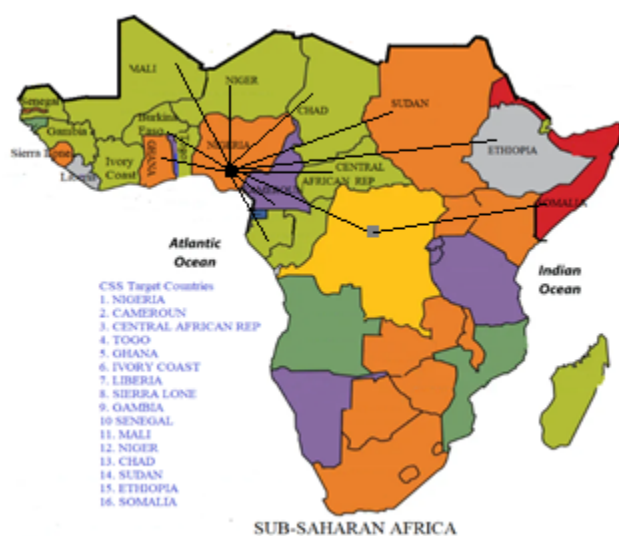 MALI
NIGER
CHAD
SUDAN
Senegal
Burkina
Faso
Gambia
NIGERIA
ETHIOPIA
Sierra Lone
GHANA
Ivory
Coast
Liberia
CENTRAL
AFRICAN REP
CAMEROUN
SOMALIA
Atlantic
Ocean
Indian
Ocean
CSS Target Countries
1. NIGERIA
2. CAMEROUN
3. CENTRAL AFRICAN REP
4. TOGO
5. GHANA
6. IVORY COAST
7. LIBERIA
8. SIERRA LONE
9. GAMBIA
10 SENEGAL
11. MALI
12. NIGER
13. CHAD
14. SUDAN
15. ETHIOPIA
16. SOMALIA
SUB-SAHARAN AFRICA